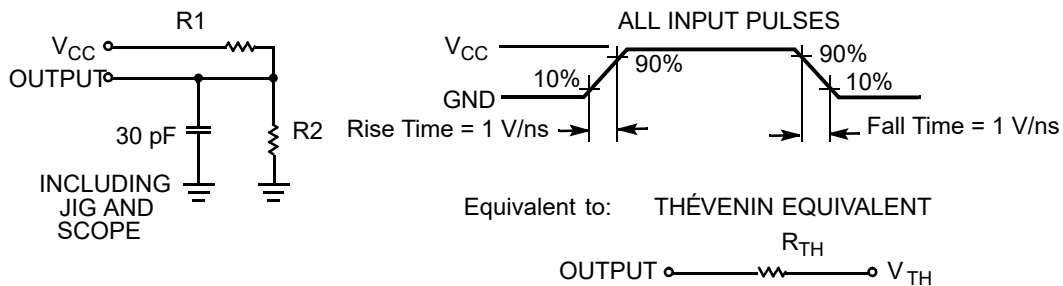 R1
VCC
OUTPUT
30 pF
R2
INCLUDING
JIG AND
SCOPE
ALL INPUT PULSES
VCC
GND
10%
90%
90%
10%
Rise Time = 1 V/ns
Fall Time = 1 V/ns
Equivalent to: THÉVENIN EQUIVALENT
RTH
OUTPUT
VTH